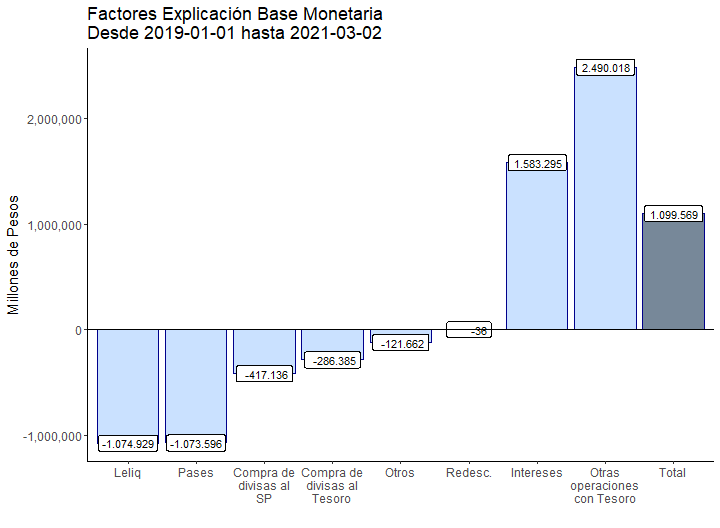 Factores Explicación Base Monetaria
Desde 2019-01-01 hasta 2021-03-02
Millones de Pesos
2,000,000
1,000,000
0
-1,000,000
-1.074.929
-1.073.596
-417.136
-286.385
-121.662
-36
1.583.295
2.490.018
1.099.569
Leliq
Pases
Compra de
divisas al
SP
Compra de
divisas al
Tesoro
Otros
Redesc.
Intereses
Otras
operaciones
con Tesoro
Total